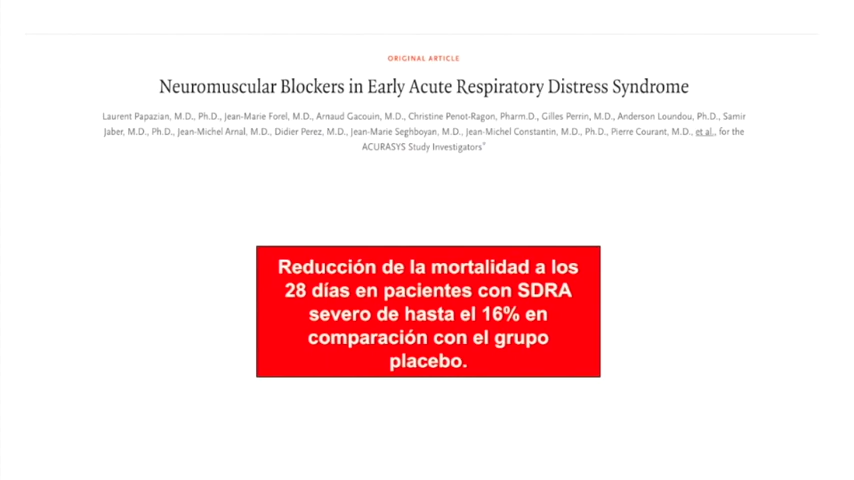 ORIGINAL ARTICLE
Neuromuscular Blockers in Early Acute Respiratory Distress Syndrome
Laurent Papazian, M.D., Ph.D., Jean-Marie Forel, M.D., Arnaud Gacouin, M.D., Christine Penot-Ragon, Pharm.D., Gilles Perrin, M.D., Anderson Loundou, Ph.D., Samir
Jaber, M.D., Ph.D., Jean-Michel Arnal, M.D., Didier Perez, M.D., Jean-Marie Seghboyan, M.D., Jean-Michel Constantin, M.D., Ph.D., Pierre Courant, M.D., et al., for the
ACURASYS Study Investigators*
Reducción de la mortalidad a los
28 días en pacientes con SDRA
severo de hasta el 16% en
comparación con el grupo
placebo.